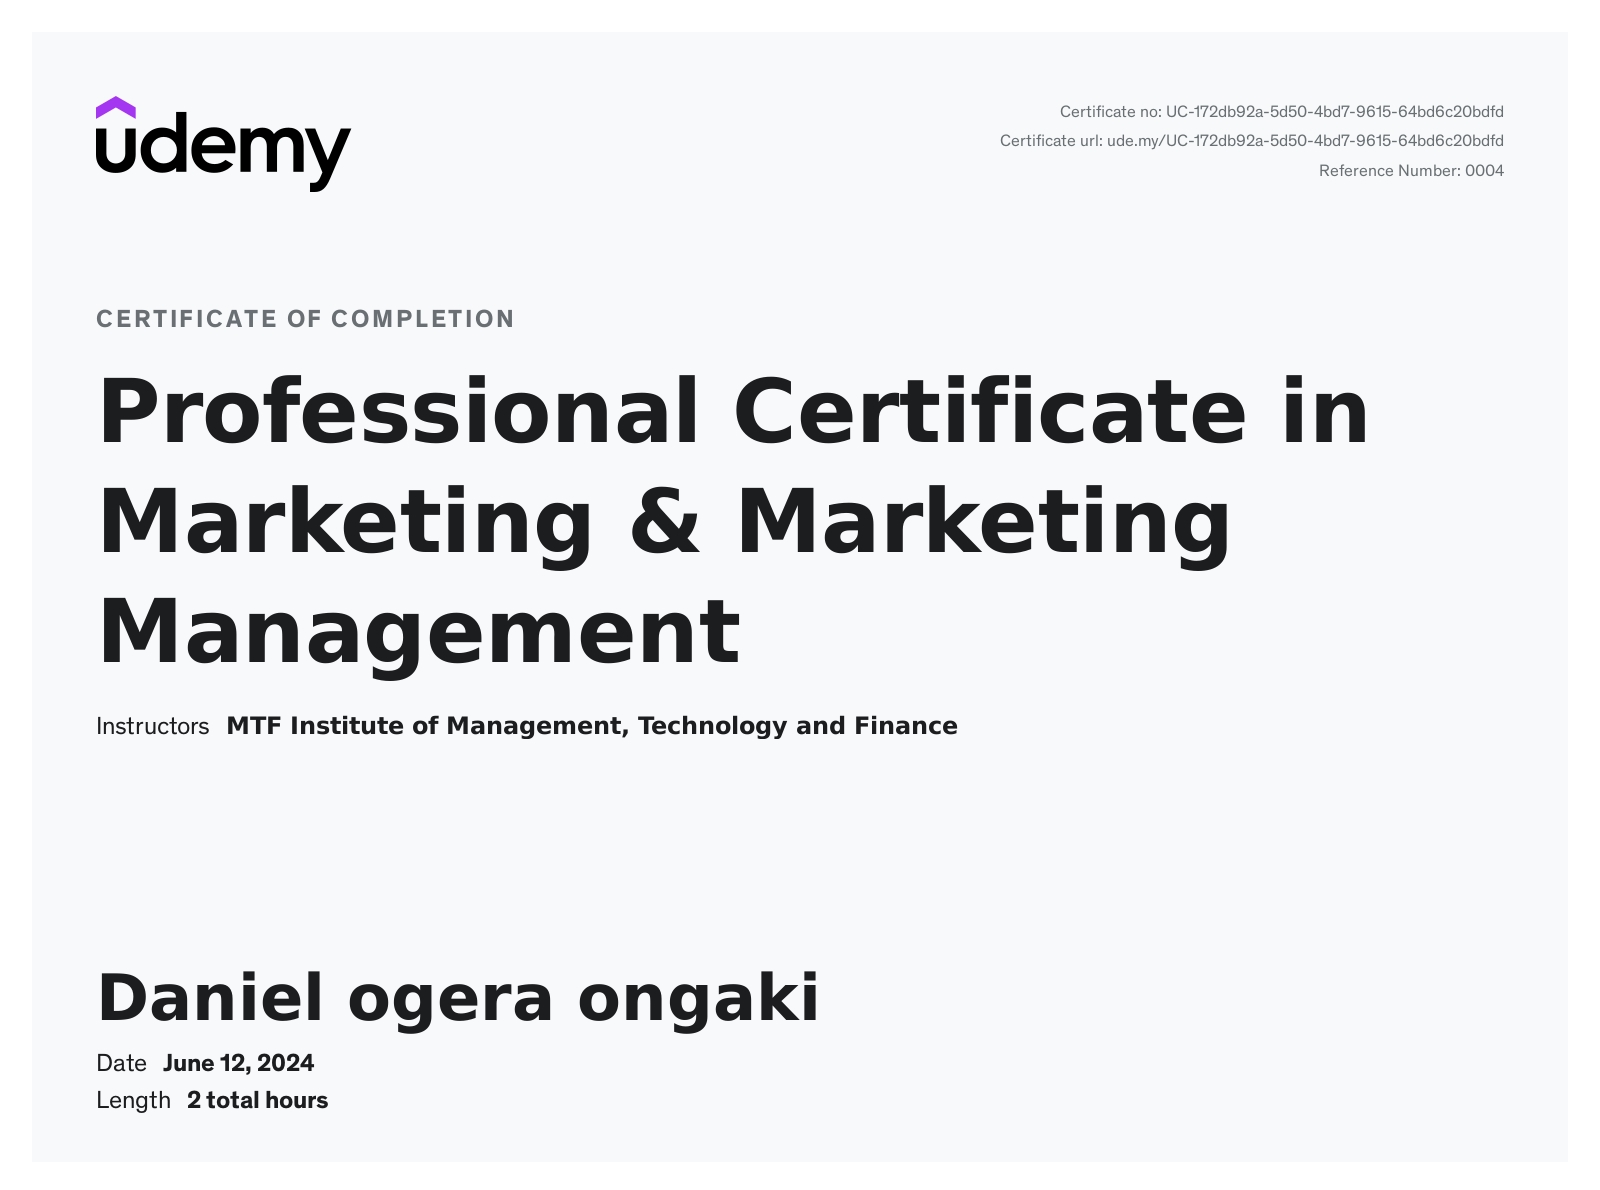 udemy
Certificate no: UC-172db92a-5d50-4bd7-9615-64bd6c20bdfd
Certificate url: ude.my/UC-172db92a-5d50-4bd7-9615-64bd6c20bdfd
Reference Number: 0004
CERTIFICATE OF COMPLETION
Professional Certificate in
Marketing & Marketing
Management
Instructors MTF Institute of Management, Technology and Finance
Daniel ogera ongaki
Date June 12, 2024
Length 2 total hours